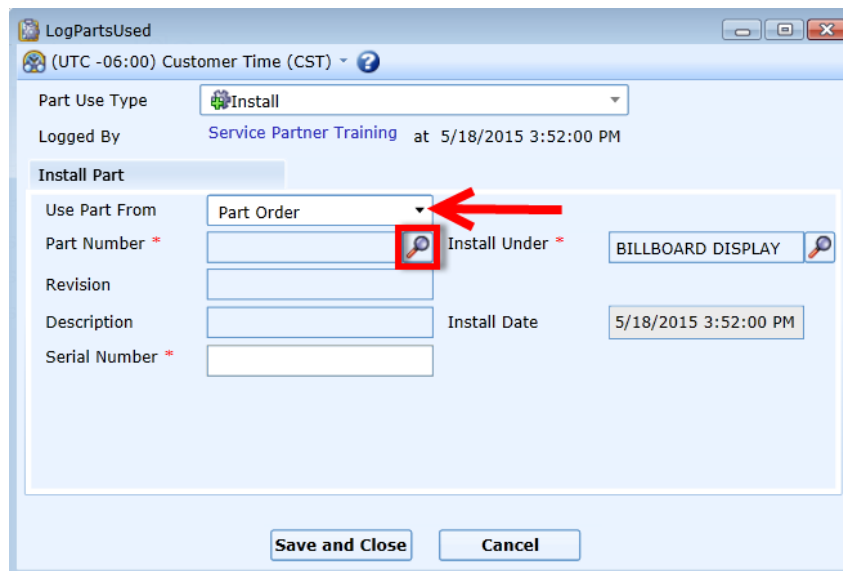 LogPartsUsed
(UTC -06:00) Customer Time (CST)
Part Use Type Install
Logged By Service Partner Training at 5/18/2015 3:52:00 PM
Install Part
Use Part From Part Order
Part Number * Install Under * BILLBOARD DISPLAY
Revision
Description Install Date 5/18/2015 3:52:00 PM
Serial Number *
Save and Close Cancel